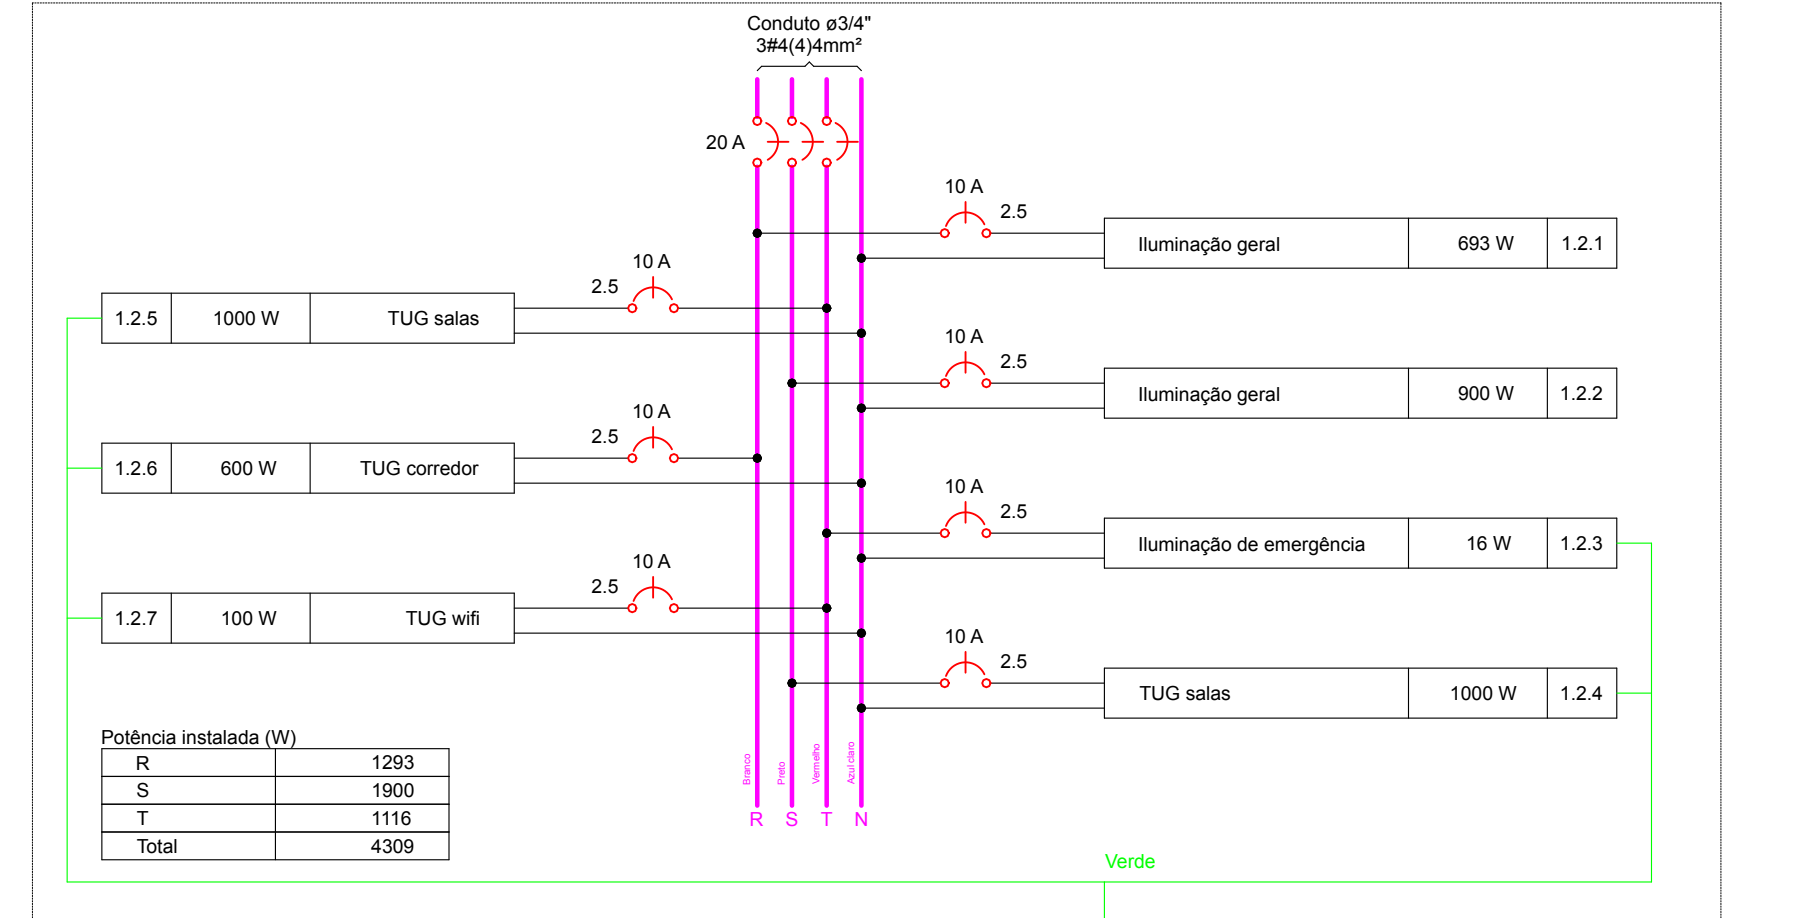 Conduto ø3/4"
3#4(4)4mm²
20 A
10 A
2.5
Iluminação geral 693 W 1.2.1
10 A
2.5
1.2.5 1000 W TUG salas
10 A
2.5
Iluminação geral 900 W 1.2.2
10 A
2.5
1.2.6 600 W TUG corredor
10 A
2.5
Iluminação de emergência 16 W 1.2.3
10 A
2.5
1.2.7 100 W TUG wifi
10 A
2.5
TUG salas 1000 W 1.2.4
Potência instalada (W)
R 1293
S 1900
T 1116
Total 4309
Branco
Preto
Vermelho
Azul claro
R S T N
Verde